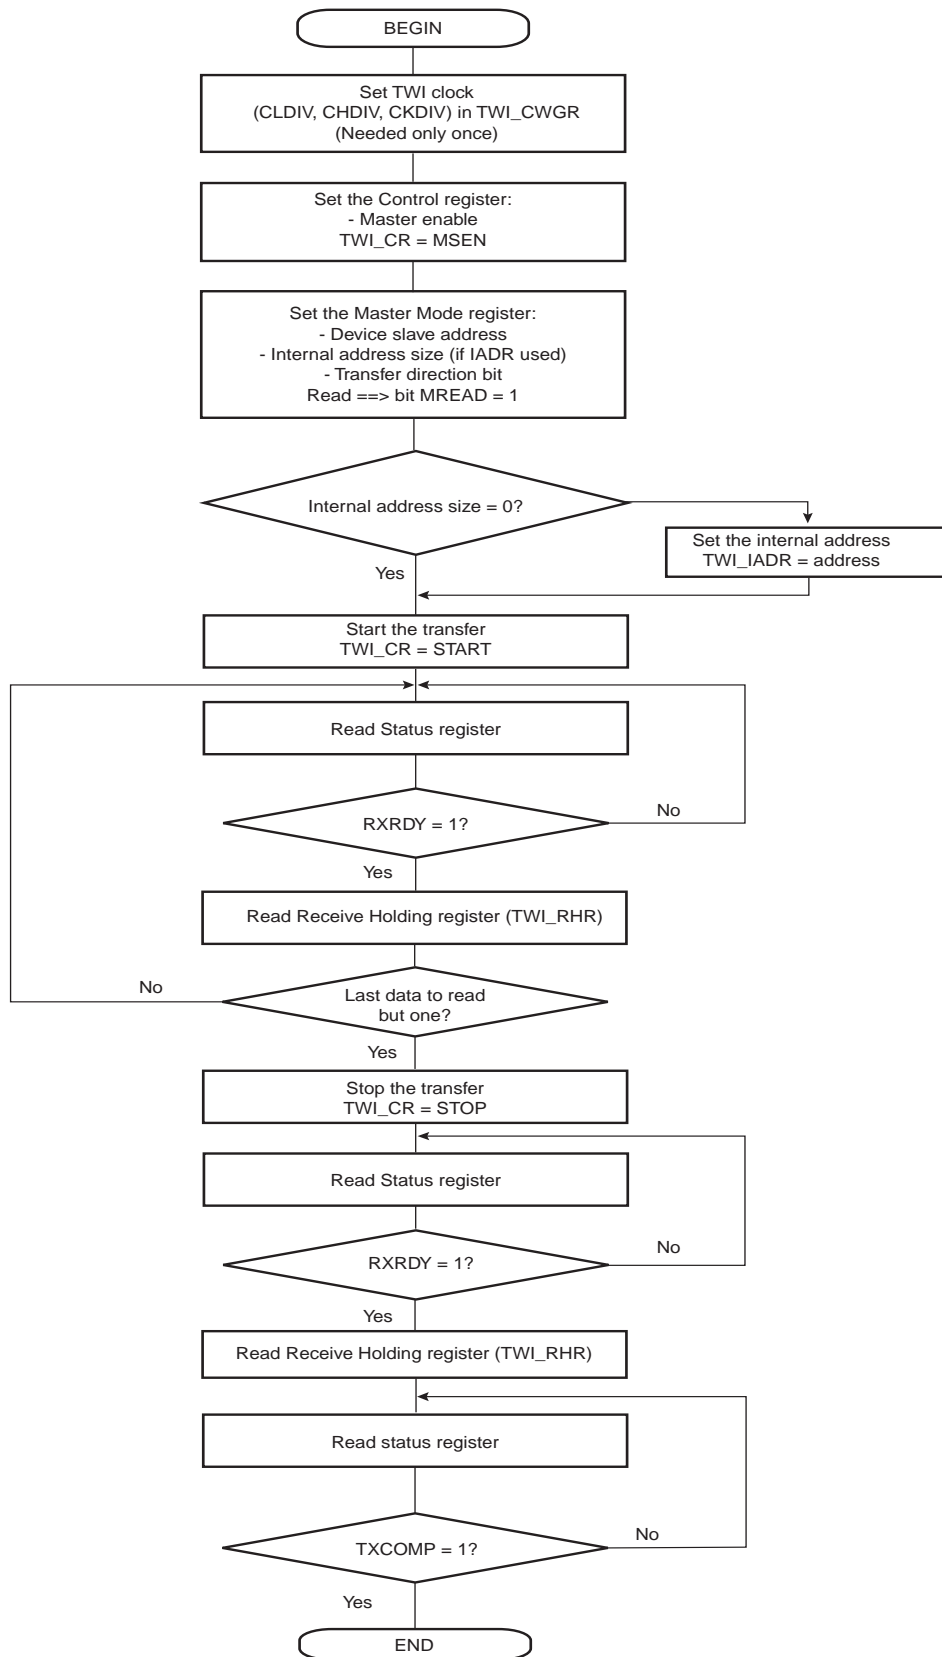 BEGIN
Set TWI clock
(CLDIV, CHDIV, CKDIV) in TWI_CWGR
(Needed only once)
Set the Control register:
- Master enable
TWI_CR = MSEN
Set the Master Mode register:
- Device slave address
- Internal address size (if IADR used)
- Transfer direction bit
Read ==> bit MREAD = 1
Internal address size = 0?
Set the internal address
TWI_IADR = address
Yes
Start the transfer
TWI_CR = START
Read Status register
RXRDY = 1?
No
Yes
Read Receive Holding register (TWI_RHR)
No
Last data to read
but one?
Yes
Stop the transfer
TWI_CR = STOP
Read Status register
RXRDY = 1?
No
Yes
Read Receive Holding register (TWI_RHR)
Read status register
TXCOMP = 1?
No
Yes
END